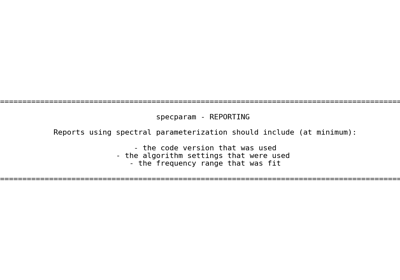 specparam - REPORTING
Reports using spectral parameterization should include (at minimum):
- the code version that was used
- the algorithm settings that were used
- the frequency range that was fit